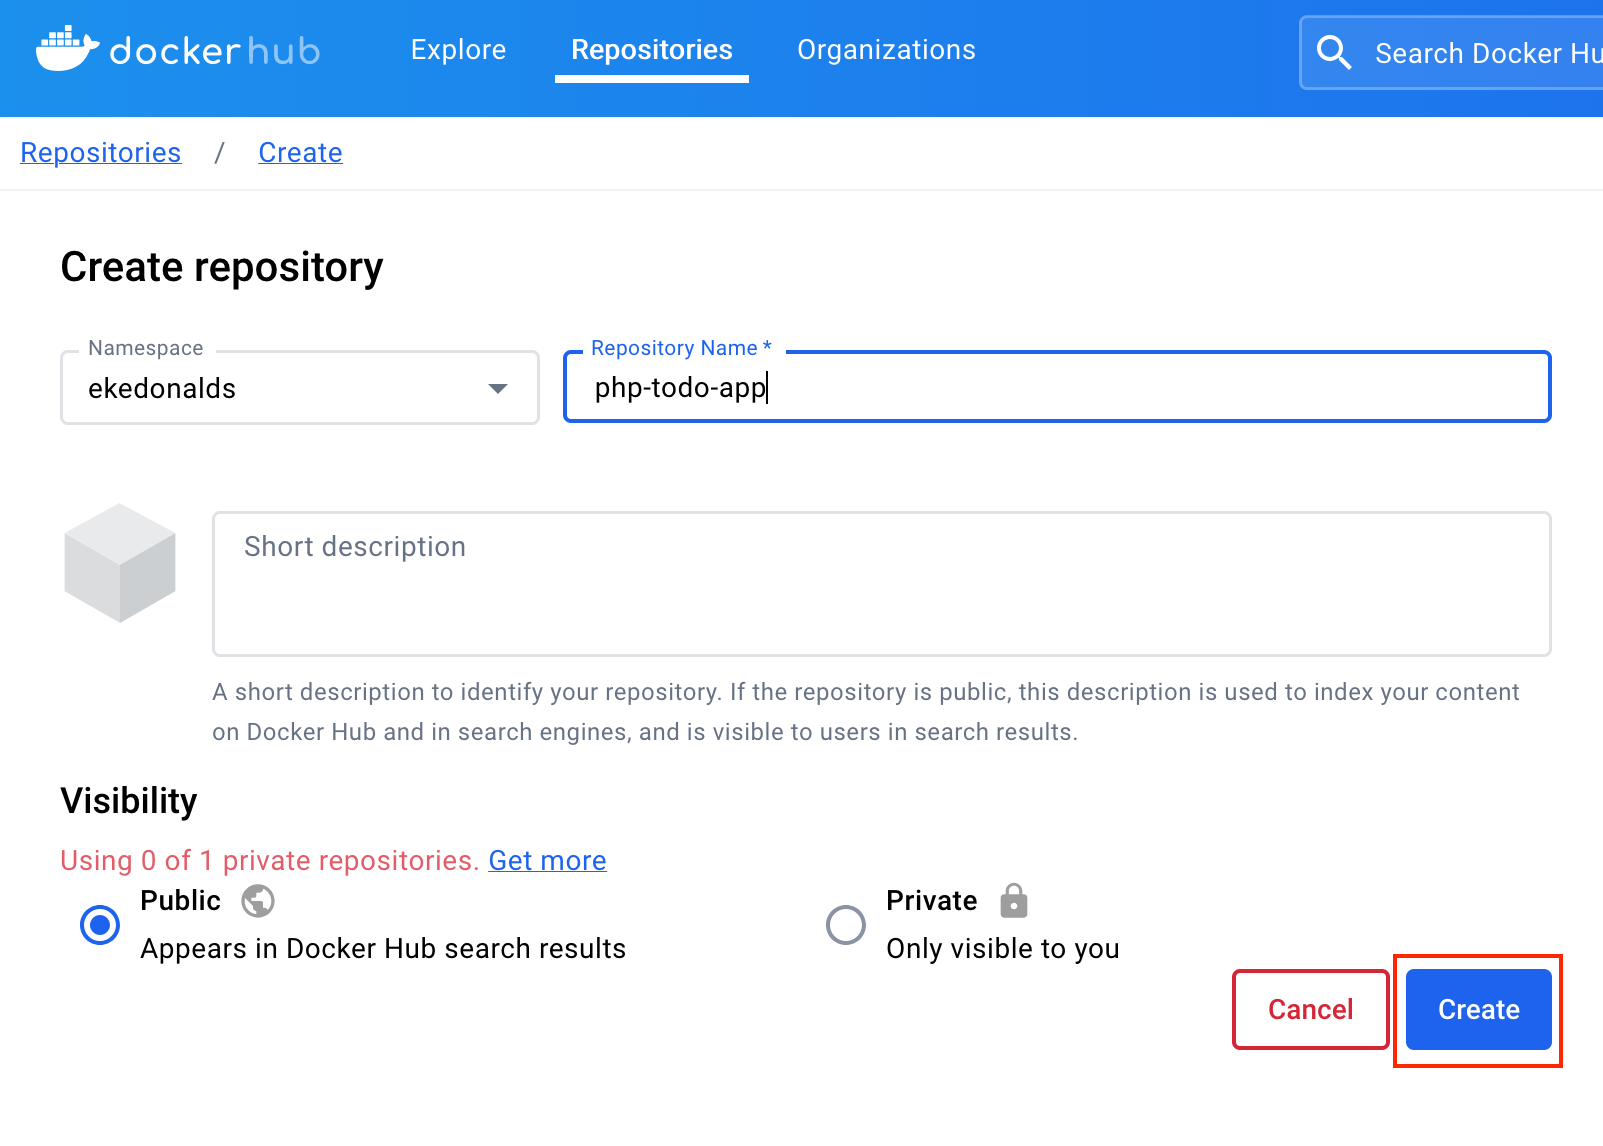 dockerhub
Explore
Repositories
Organizations
Search Docker Hu
Repositories / Create
Create repository
Namespace
ekedonalds
Repository Name *
php-todo-app
Short description
A short description to identify your repository. If the repository is public, this description is used to index your content
on Docker Hub and in search engines, and is visible to users in search results.
Visibility
Using 0 of 1 private repositories. Get more
Public
Appears in Docker Hub search results
Private
Only visible to you
Cancel
Create